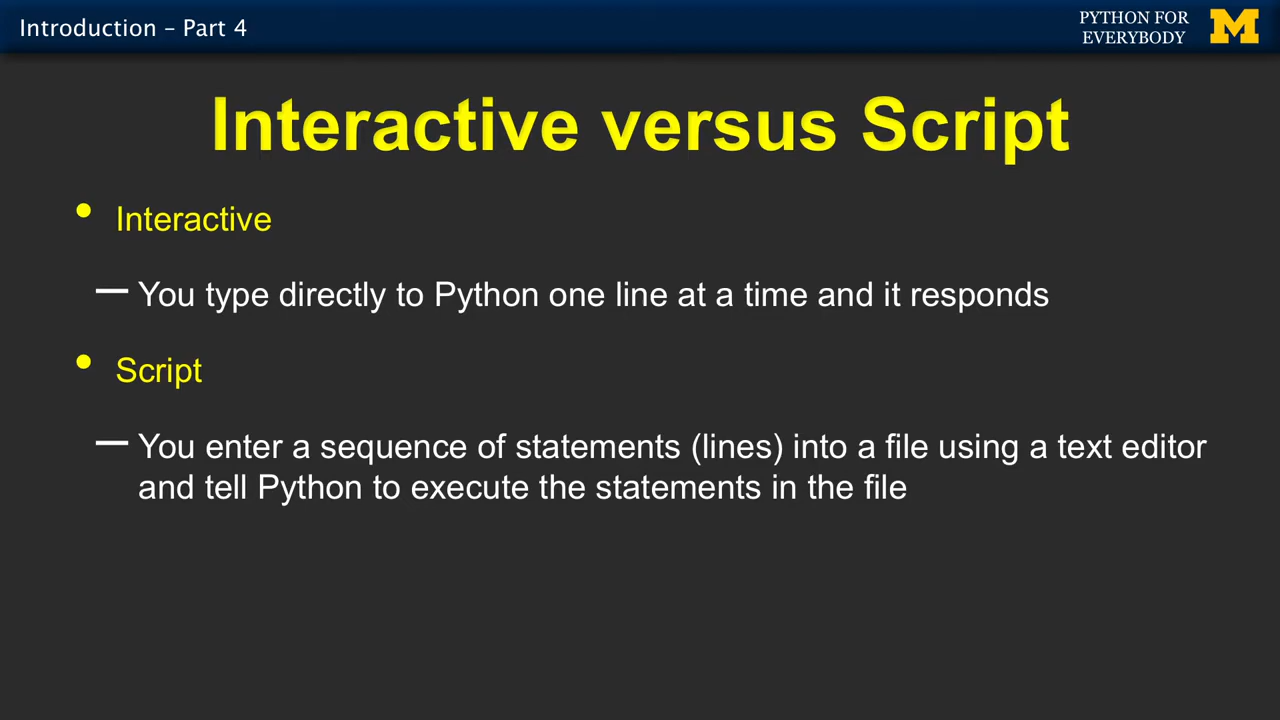 Introduction – Part 4
PYTHON FOR
EVERYBODY
M
Interactive versus Script
• Interactive
– You type directly to Python one line at a time and it responds
• Script
– You enter a sequence of statements (lines) into a file using a text editor
and tell Python to execute the statements in the file